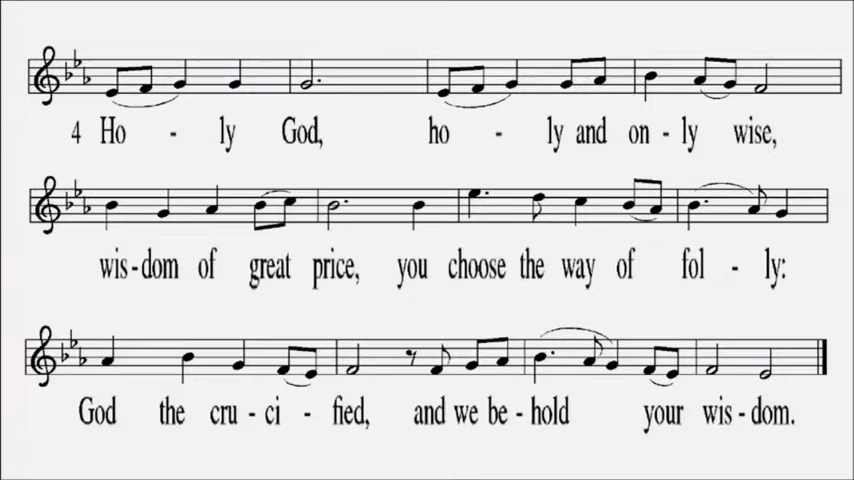 4 Ho - ly God, ho - ly and on - ly wise,
wis - dom of great price, you choose the way of fol - ly:
God the cru - ci - fied, and we be - hold your wis - dom.